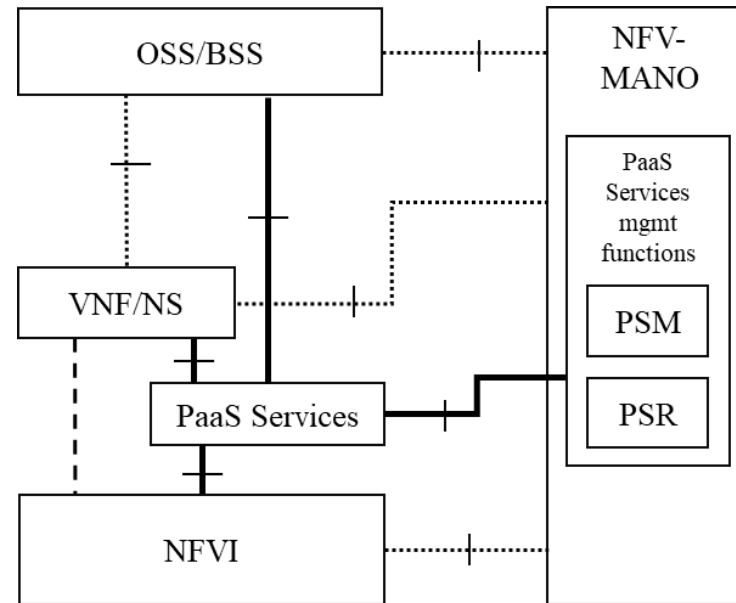 OSS/BSS
NFV-
MANO
PaaS
Services
mgmt
functions
VNF/NS
PSM
PaaS Services
PSR
NFVI